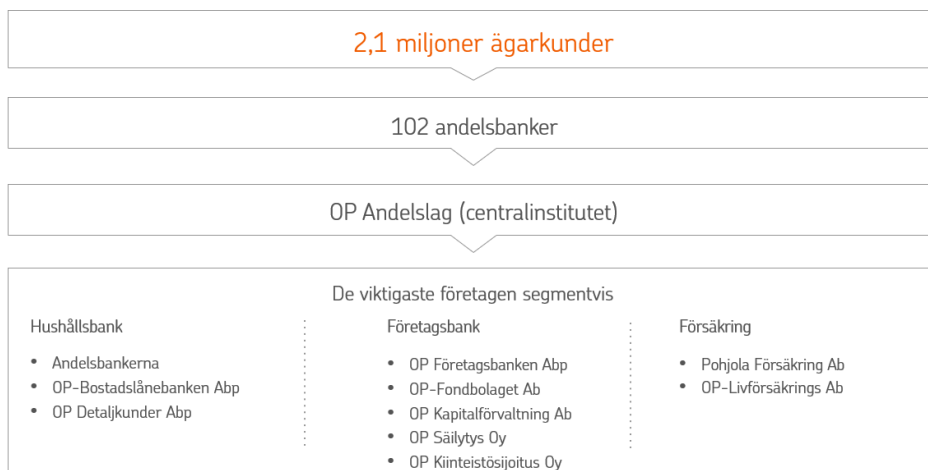 2,1 miljoner ägarkunder
102 andelsbanker
OP Andelslag (centralinstitutet)
De viktigaste företagen segmentvis
Hushållsbank
• Andelsbankerna
• OP-Bostadslånebanken Abp
• OP Detaljkunder Abp
Företagsbank
• OP Företagsbanken Abp
• OP-Fondbolaget Ab
• OP Kapitalförvaltning Ab
• OP Säilytys Oy
• OP Kiinteistösijoitus Oy
Försäkring
• Pohjola Försäkring Ab
• OP-Livförsäkrings Ab